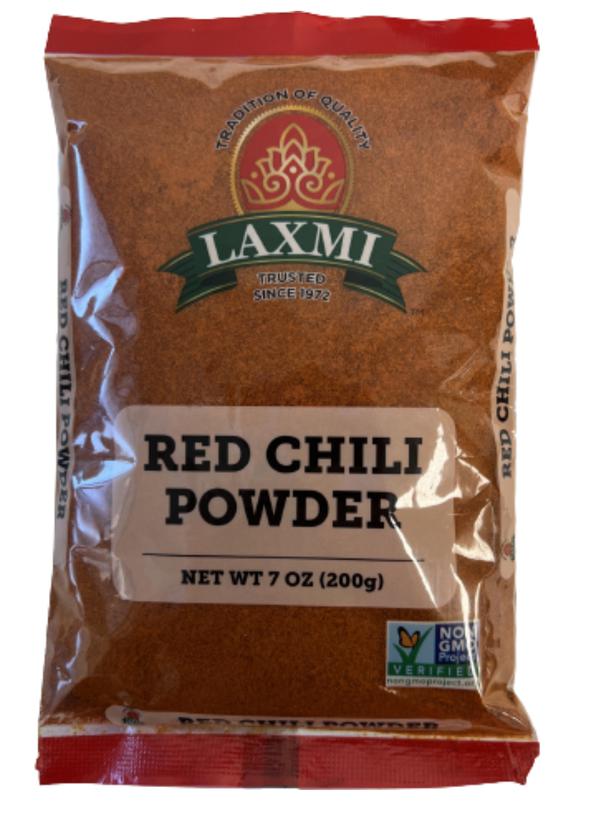 TRADITION OF QUALITY
LAXMI
TRUSTED
SINCE 1972
TM
RED CHILI POWDER
RED CHILI POWDER
RED CHILI
POWDER
NET WT 7 OZ (200g)
NON
GMO
Project
VERIFIED
nongmoproject.org
RED CHILI POWDER